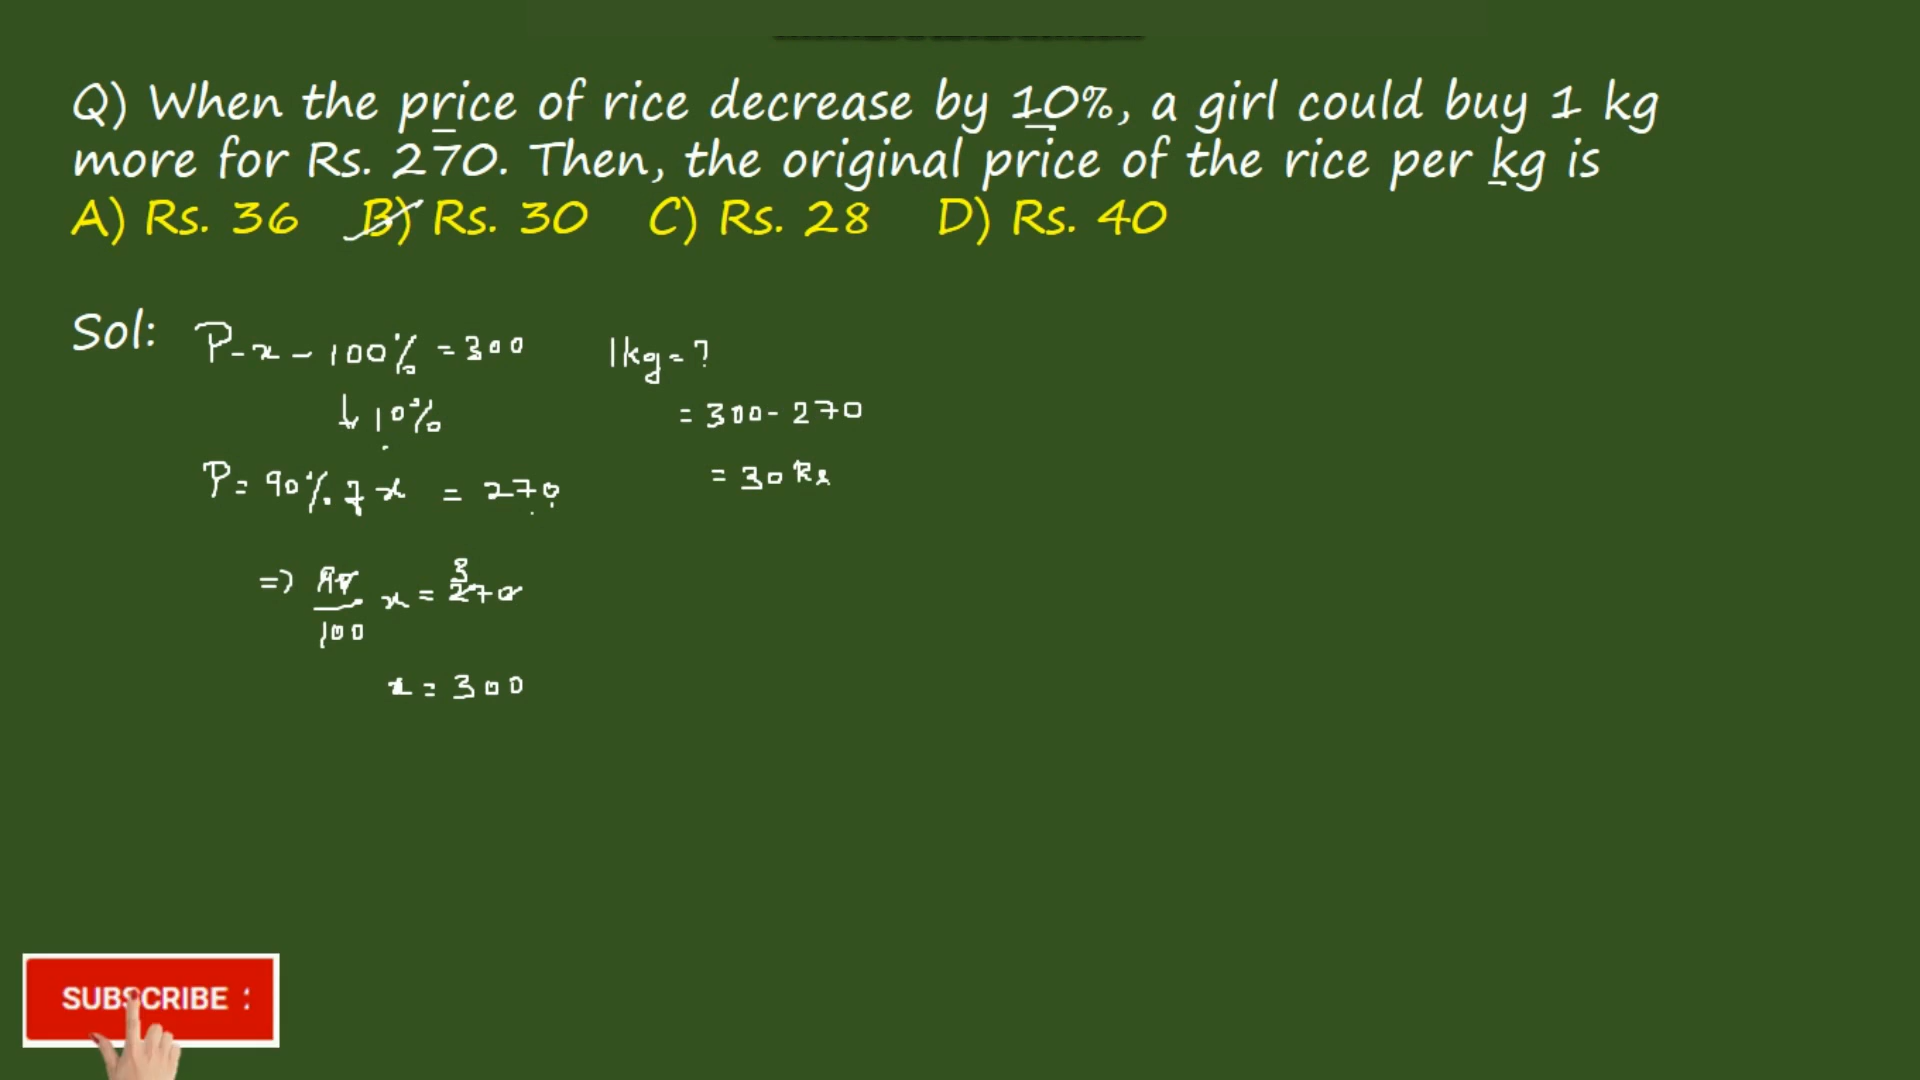 Q) When the price of rice decrease by 10%, a girl could buy 1 kg
more for Rs. 270. Then, the original price of the rice per kg is
A) Rs. 36 B) Rs. 30 C) Rs. 28 D) Rs. 40
Sol: P-x-100% = 300
↓ 10%
P = 90% of x = 270
=> 90/100 x = 270 3
x = 300
1kg = ?
= 300 - 270
= 30 Rs
SUBSCRIBE